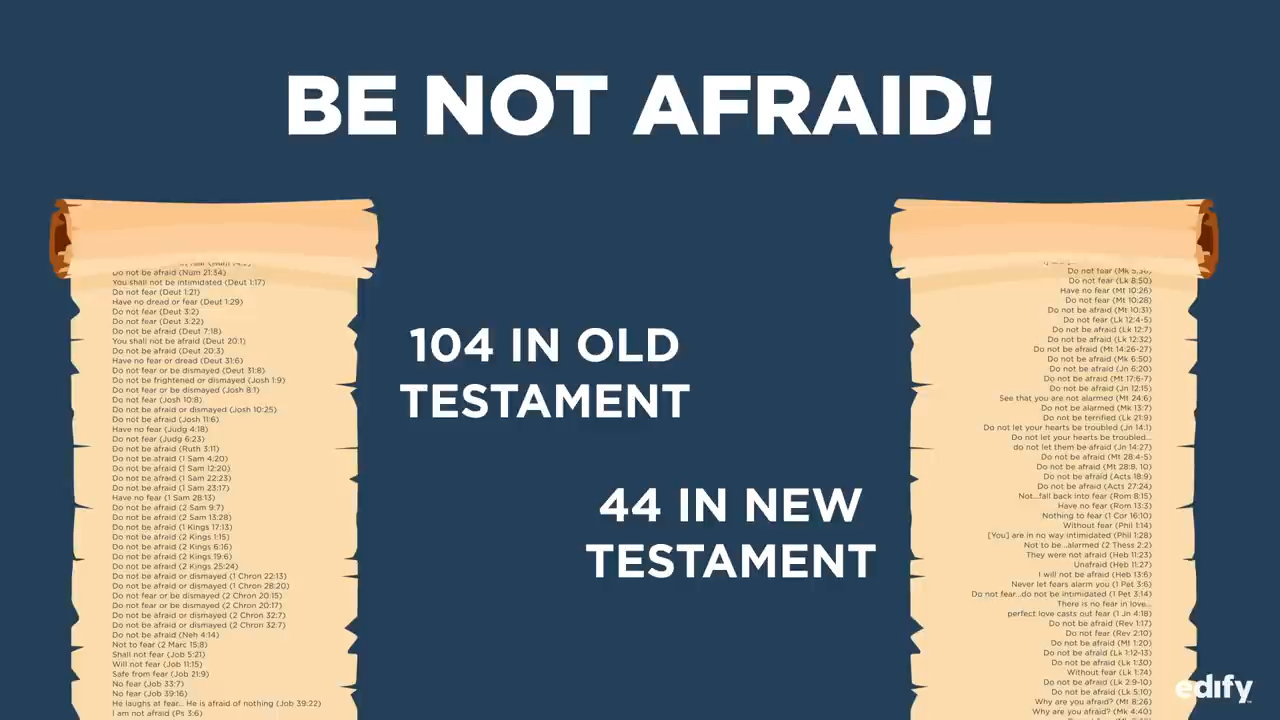 BE NOT AFRAID!
Do not be afraid (Num 21:34)
You shall not be intimidated (Deut 1:17)
Do not fear (Deut 1:21)
Have no dread or fear (Deut 1:29)
Do not fear (Deut 3:2)
Do not fear (Deut 3:22)
Do not be afraid (Deut 7:18)
You shall not be afraid (Deut 20:1)
Do not be afraid (Deut 20:3)
Have no fear or dread (Deut 31:6)
Do not fear or be dismayed (Deut 31:8)
Do not be frightened or dismayed (Josh 1:9)
Do not fear or be dismayed (Josh 8:1)
Do not fear (Josh 10:8)
Do not be afraid or dismayed (Josh 10:25)
Do not be afraid (Josh 11:6)
Have no fear (Judg 4:18)
Do not fear (Judg 6:23)
Do not be afraid (Ruth 3:11)
Do not be afraid (1 Sam 4:20)
Do not be afraid (1 Sam 12:20)
Do not be afraid (1 Sam 22:23)
Do not be afraid (1 Sam 23:17)
Have no fear (1 Sam 28:13)
Do not be afraid (2 Sam 9:7)
Do not be afraid (2 Sam 13:28)
Do not be afraid (1 Kings 17:13)
Do not be afraid (2 Kings 1:15)
Do not be afraid (2 Kings 6:16)
Do not be afraid (2 Kings 19:6)
Do not be afraid (2 Kings 25:24)
Do not be afraid or dismayed (1 Chron 22:13)
Do not be afraid or dismayed (1 Chron 28:20)
Do not fear or be dismayed (2 Chron 20:15)
Do not fear or be dismayed (2 Chron 20:17)
Do not be afraid or dismayed (2 Chron 32:7)
Do not be afraid or dismayed (2 Chron 32:7)
Do not be afraid (Neh 4:14)
Not to fear (2 Marc 15:8)
Shall not fear (Job 5:21)
Will not fear (Job 11:15)
Safe from fear (Job 21:9)
No fear (Job 33:7)
No fear (Job 39:16)
He laughs at fear... He is afraid of nothing (Job 39:22)
I am not afraid (Ps 3:6)
104 IN OLD
TESTAMENT
44 IN NEW
TESTAMENT
Do not fear (Mk 5:36)
Do not fear (Lk 8:50)
Have no fear (Mt 10:26)
Do not fear (Mt 10:28)
Do not be afraid (Mt 10:31)
Do not fear (Lk 12:4-5)
Do not be afraid (Lk 12:7)
Do not be afraid (Lk 12:32)
Do not be afraid (Mt 14:26-27)
Do not be afraid (Mk 6:50)
Do not be afraid (Jn 6:20)
Do not be afraid (Mt 17:6-7)
Do not be afraid (Jn 12:15)
See that you are not alarmed (Mt 24:6)
Do not be alarmed (Mk 13:7)
Do not be terrified (Lk 21:9)
Do not let your hearts be troubled (Jn 14:1)
Do not let your hearts be troubled...
do not let them be afraid (Jn 14:27)
Do not be afraid (Mt 28:4-5)
Do not be afraid (Mt 28:8, 10)
Do not be afraid (Acts 18:9)
Do not be afraid (Acts 27:24)
Not...fall back into fear (Rom 8:15)
Have no fear (Rom 13:3)
Nothing to fear (1 Cor 16:10)
Without fear (Phil 1:14)
[You] are in no way intimidated (Phil 1:28)
Not to be...alarmed (2 Thess 2:2)
They were not afraid (Heb 11:23)
Unafraid (Heb 11:27)
I will not be afraid (Heb 13:6)
Never let fears alarm you (1 Pet 3:6)
Do not fear...do not be intimidated (1 Pet 3:14)
There is no fear in love...
perfect love casts out fear (1 Jn 4:18)
Do not be afraid (Rev 1:17)
Do not fear (Rev 2:10)
Do not be afraid (Mt 1:20)
Do not be afraid (Lk 1:12-13)
Do not be afraid (Lk 1:30)
Without fear (Lk 1:74)
Do not be afraid (Lk 2:9-10)
Do not be afraid (Lk 5:10)
Why are you afraid? (Mt 8:26)
Why are you afraid? (Mk 4:40)
edify